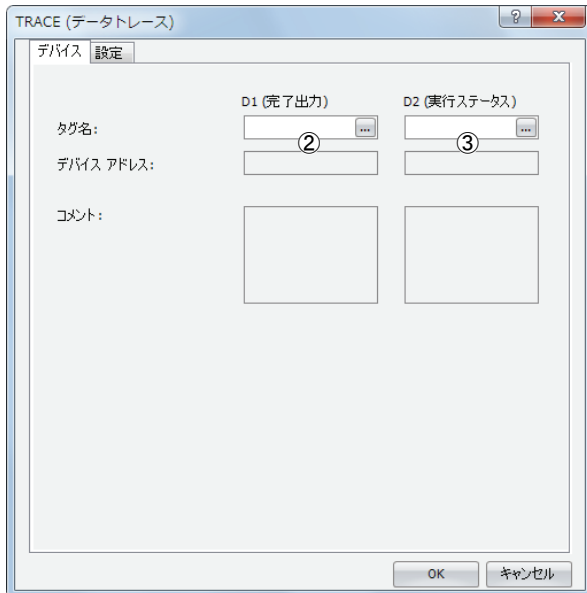 TRACE (データトレース)
デバイス 設定
D1 (完了出力) D2 (実行ステータス)
タグ名: ... ...
② ③
デバイス アドレス:
コメント:
OK キャンセル